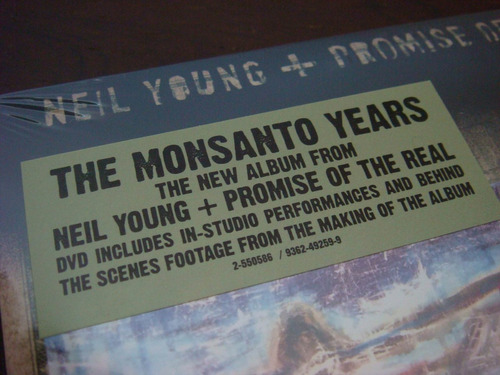 NEIL YOUNG + PROMISE OF
THE MONSANTO YEARS
THE NEW ALBUM FROM
NEIL YOUNG + PROMISE OF THE REAL
DVD INCLUDES IN-STUDIO PERFORMANCES AND BEHIND
THE SCENES FOOTAGE FROM THE MAKING OF THE ALBUM
2-550586 / 9362-49259-9